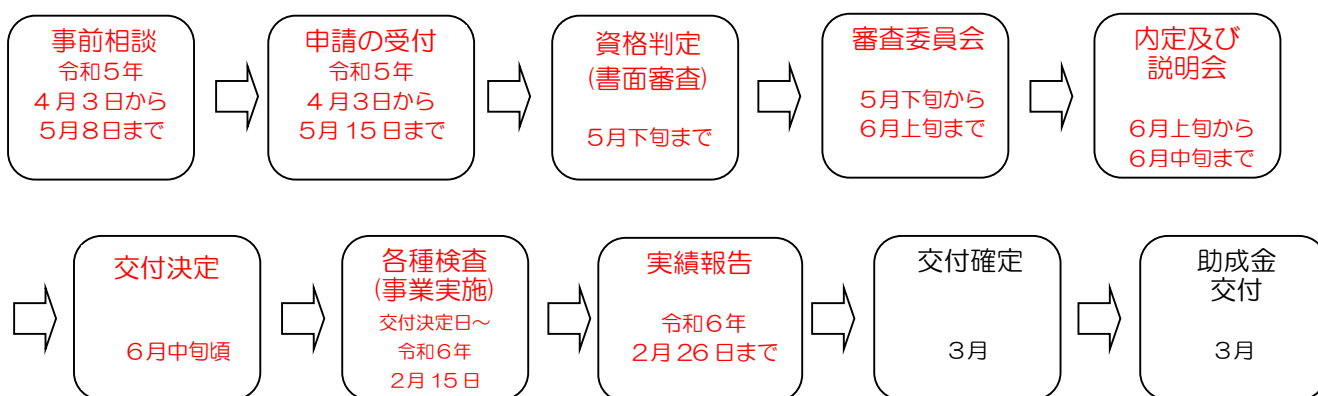 事前相談
令和５年
４月３日から
５月８日まで
申請の受付
令和５年
４月３日から
５月15日まで
資格判定
(書面審査)
５月下旬まで
審査委員会
５月下旬から
６月上旬まで
内定及び
説明会
６月上旬から
６月中旬まで
交付決定
６月中旬頃
各種検査
(事業実施)
交付決定日～
令和６年
２月15日
実績報告
令和６年
２月26日まで
交付確定
３月
助成金
交付
３月